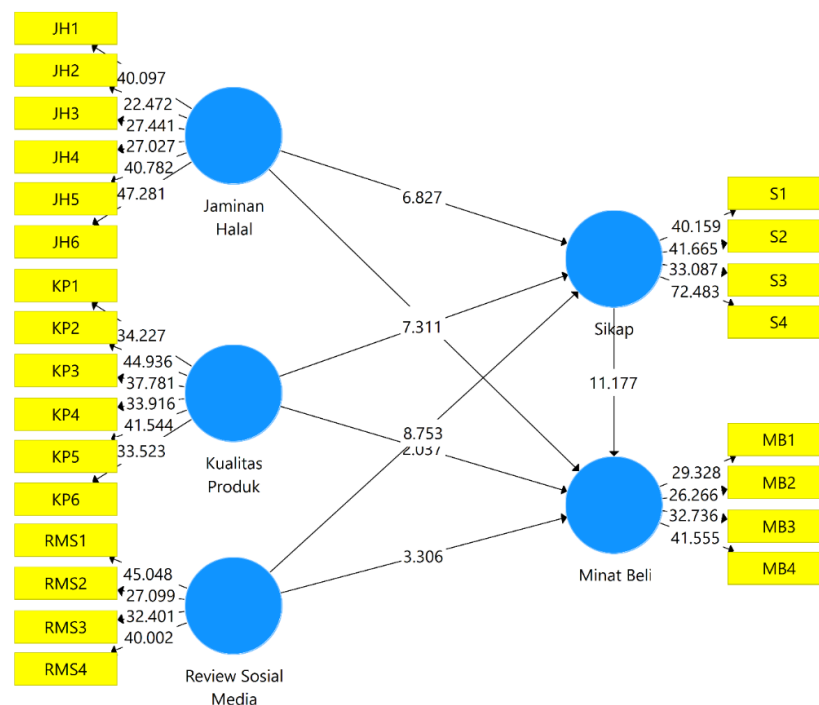 JH1
JH2
JH3
JH4
JH5
JH6
40.097
22.472
27.441
27.027
40.782
47.281
Jaminan
Halal
KP1
KP2
KP3
KP4
KP5
KP6
34.227
44.936
37.781
33.916
41.544
33.523
Kualitas
Produk
RMS1
RMS2
RMS3
RMS4
45.048
27.099
32.401
40.002
Review Sosial
Media
6.827
7.311
8.753
2.037
3.306
11.177
Sikap
40.159
41.665
33.087
72.483
S1
S2
S3
S4
Minat Beli
29.328
26.266
32.736
41.555
MB1
MB2
MB3
MB4